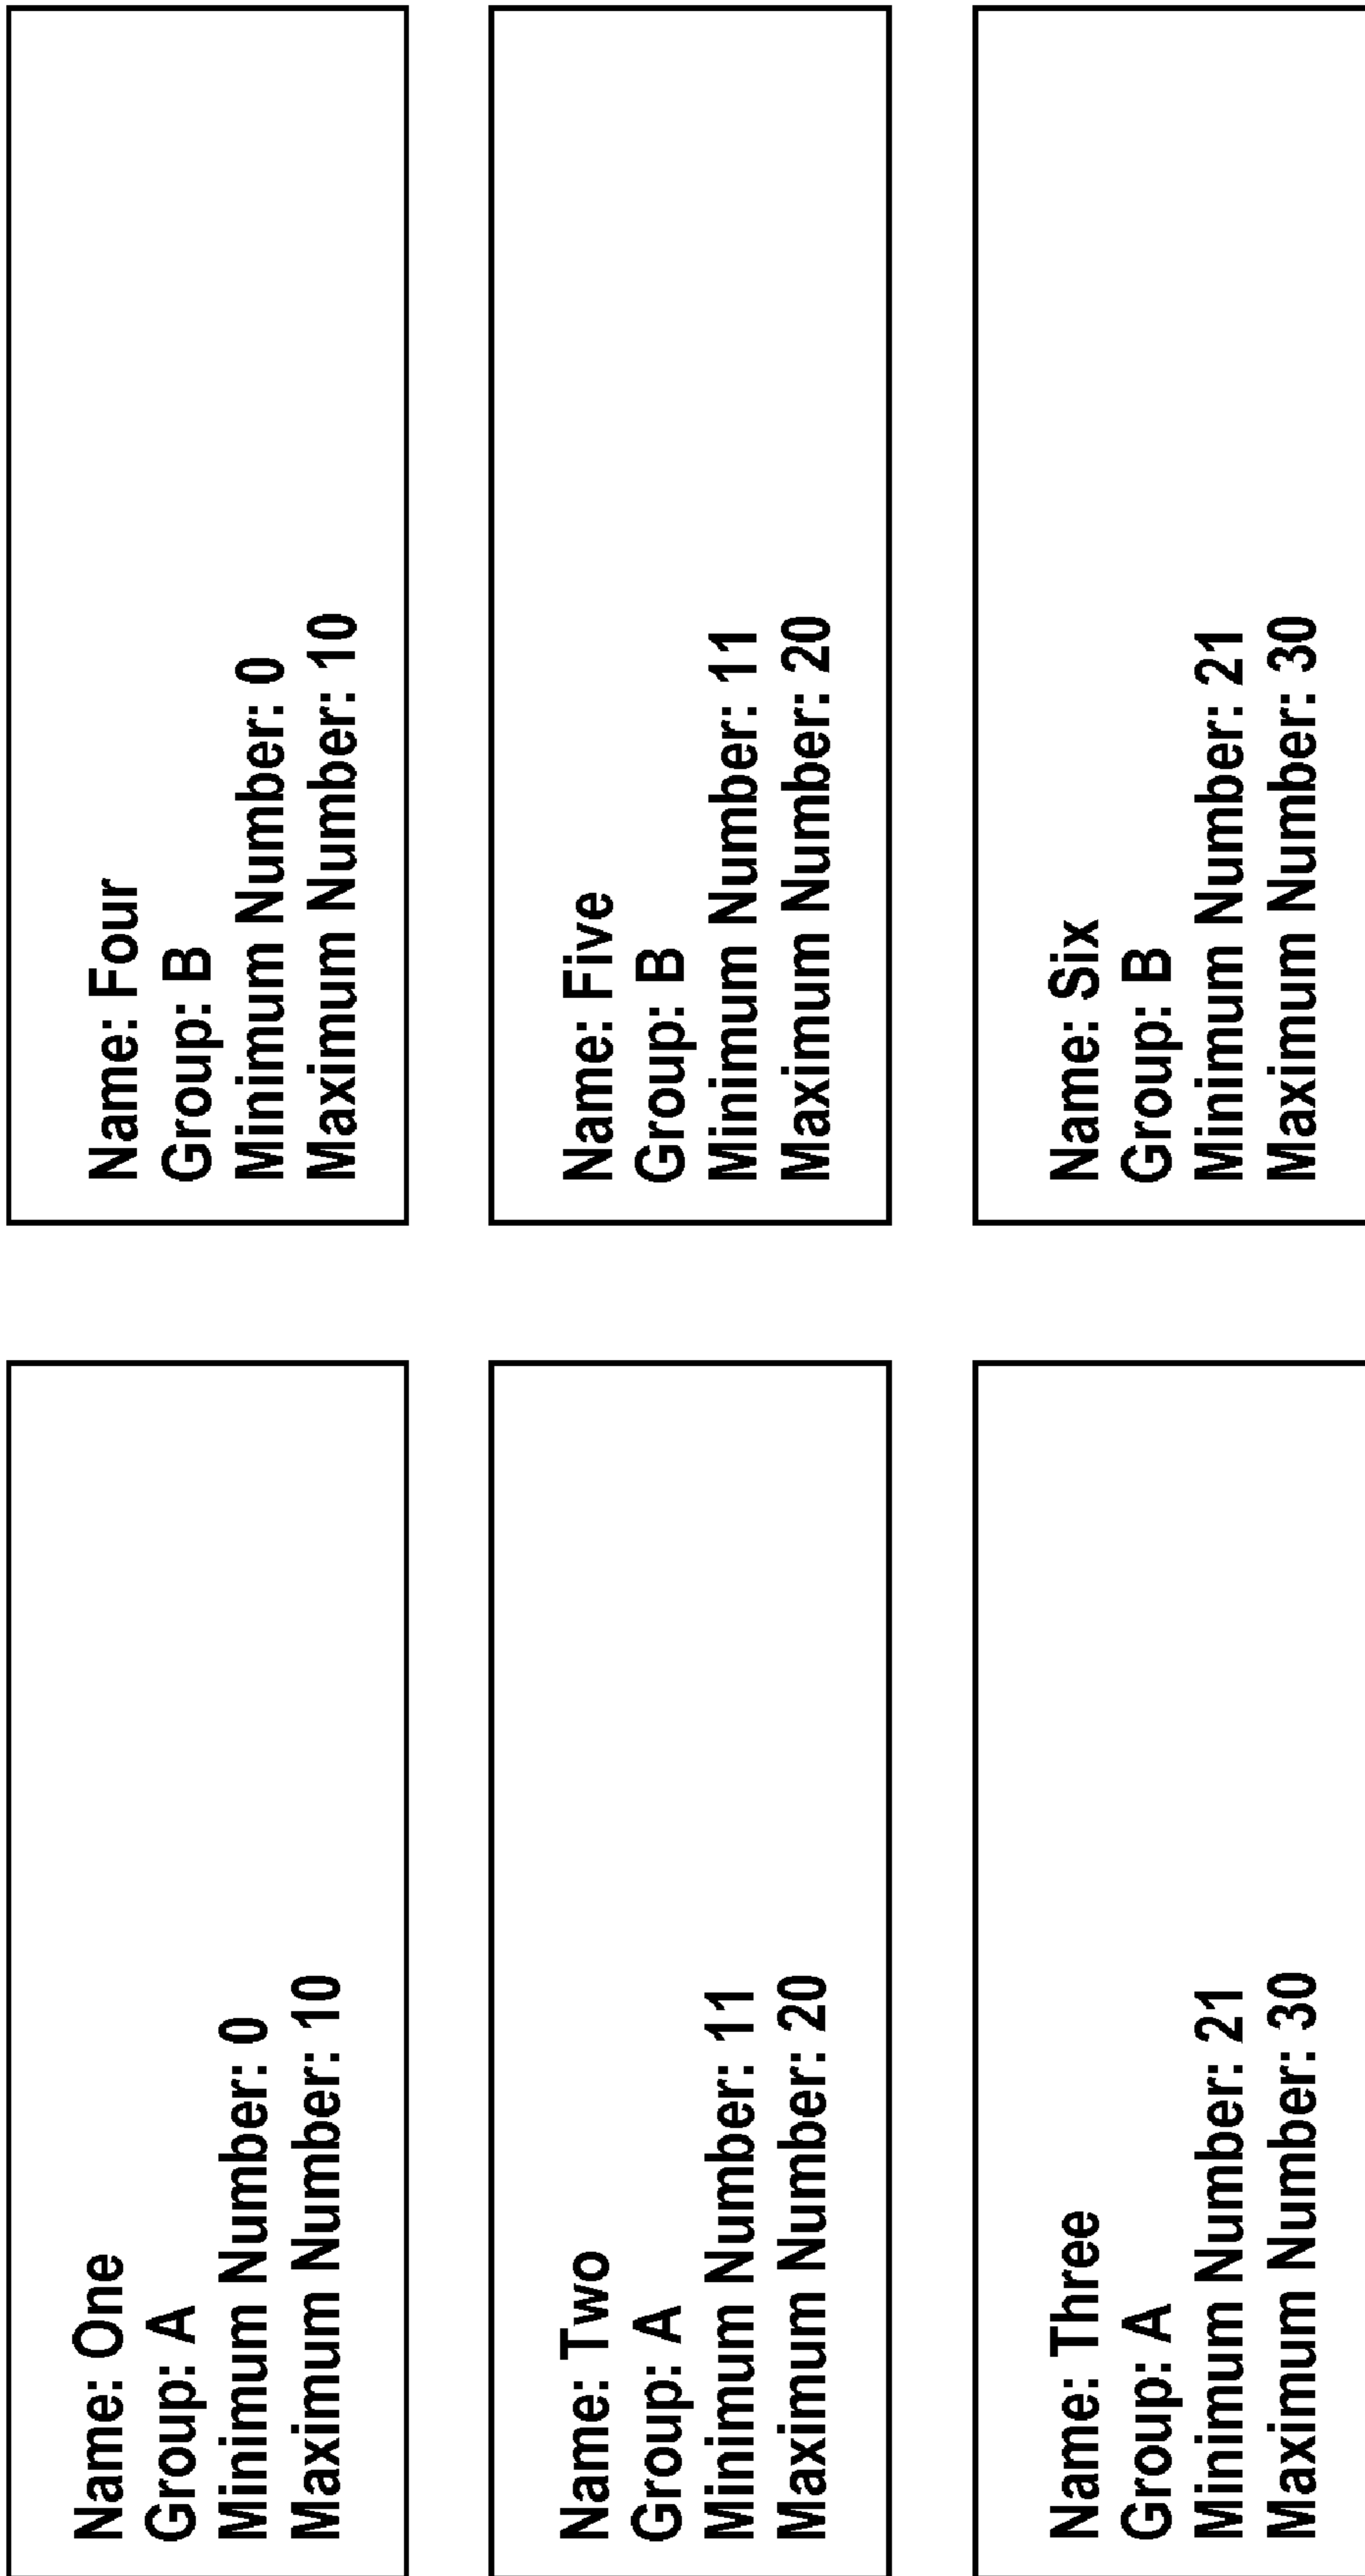 Name: One
Group: A
Minimum Number: 0
Maximum Number: 10
Name: Four
Group: B
Minimum Number: 0
Maximum Number: 10
Name: Two
Group: A
Minimum Number: 11
Maximum Number: 20
Name: Five
Group: B
Minimum Number: 11
Maximum Number: 20
Name: Three
Group: A
Minimum Number: 21
Maximum Number: 30
Name: Six
Group: B
Minimum Number: 21
Maximum Number: 30